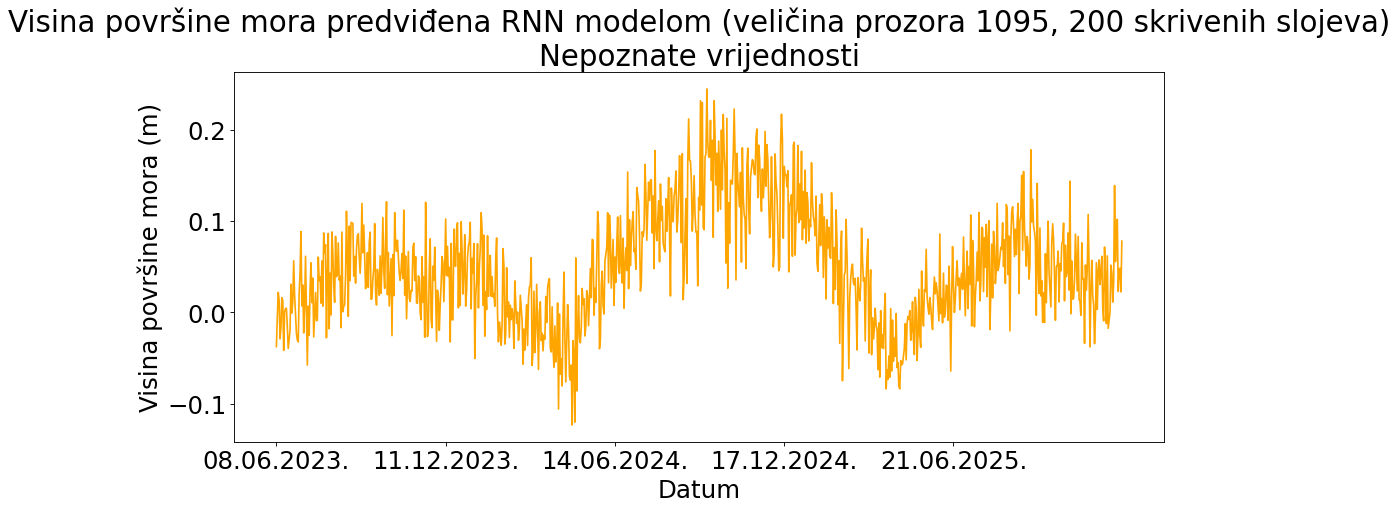 Visina površine mora predviđena RNN modelom (veličina prozora 1095, 200 skrivenih slojeva)
Nepoznate vrijednosti
Visina površine mora (m)
0.2
0.1
0.0
−0.1
08.06.2023. 11.12.2023. 14.06.2024. 17.12.2024. 21.06.2025.
Datum